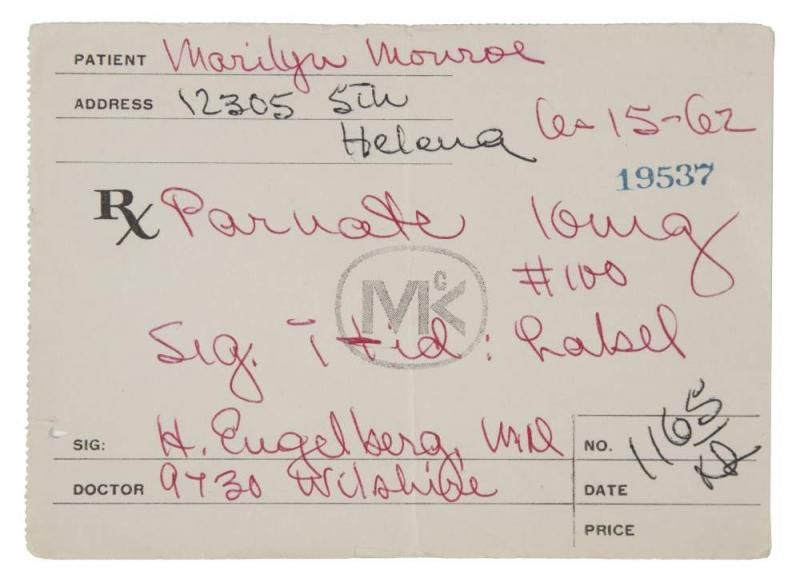 PATIENT Marilyn Monroe
ADDRESS 12305 5th
Helena 6-15-62
19537
Rx Parnate 10mg
#100
McK
Sig. i tid: Label
SIG: H. Engelberg, MD
DOCTOR 9730 Wilshire
NO. 1165
DATE
PRICE